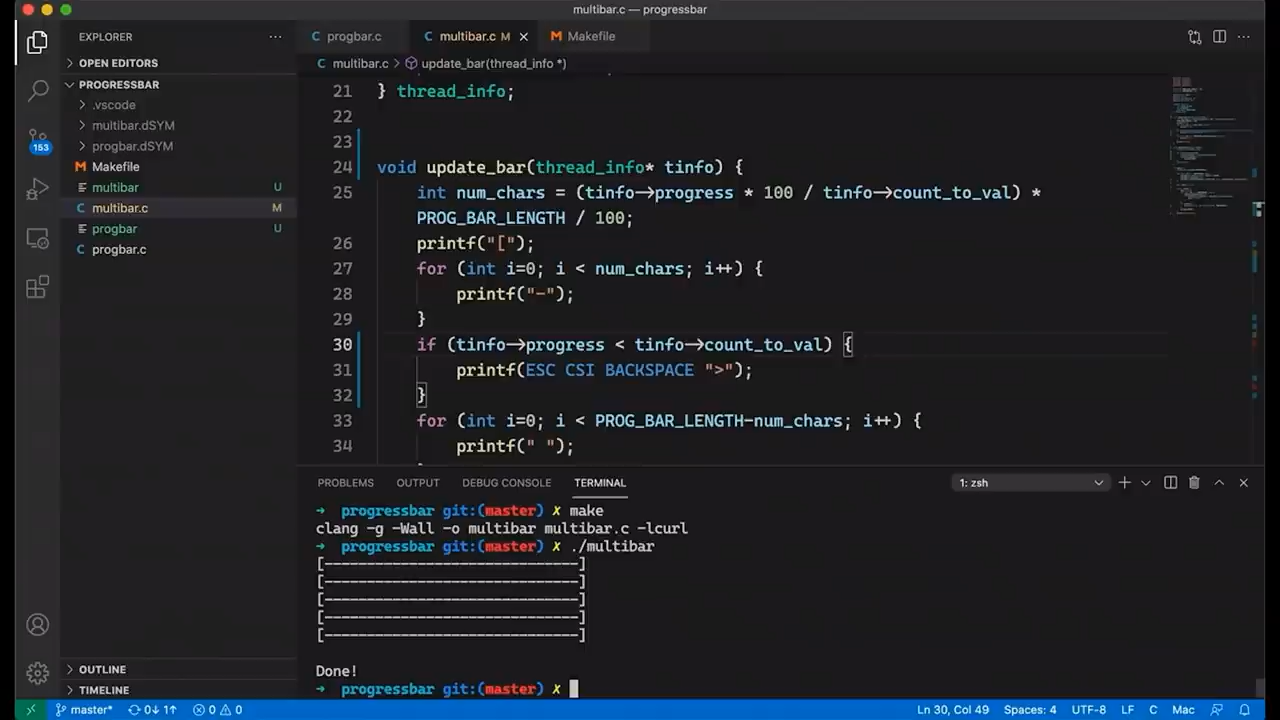 multibar.c — progressbar
EXPLORER
progbar.c
multibar.c M
Makefile
OPEN EDITORS
multibar.c > update_bar(thread_info *)
PROGRESSBAR
.vscode
multibar.dSYM
progbar.dSYM
Makefile
multibar U
multibar.c M
progbar U
progbar.c
153
21 } thread_info;
22
23
24 void update_bar(thread_info* tinfo) {
25 int num_chars = (tinfo->progress * 100 / tinfo->count_to_val) *
PROG_BAR_LENGTH / 100;
26 printf("[");
27 for (int i=0; i < num_chars; i++) {
28 printf("-");
29 }
30 if (tinfo->progress < tinfo->count_to_val) {
31 printf(ESC CSI BACKSPACE ">");
32 }
33 for (int i=0; i < PROG_BAR_LENGTH-num_chars; i++) {
34 printf(" ");
PROBLEMS OUTPUT DEBUG CONSOLE TERMINAL 1: zsh
→ progressbar git:(master) ✗ make
clang -g -Wall -o multibar multibar.c -lcurl
→ progressbar git:(master) ✗ ./multibar
[--------------------------]
[--------------------------]
[--------------------------]
[--------------------------]
[--------------------------]
Done!
→ progressbar git:(master) ✗
OUTLINE
TIMELINE
master* 0↓ 1↑ 0 0 Ln 30, Col 49 Spaces: 4 UTF-8 LF C Mac